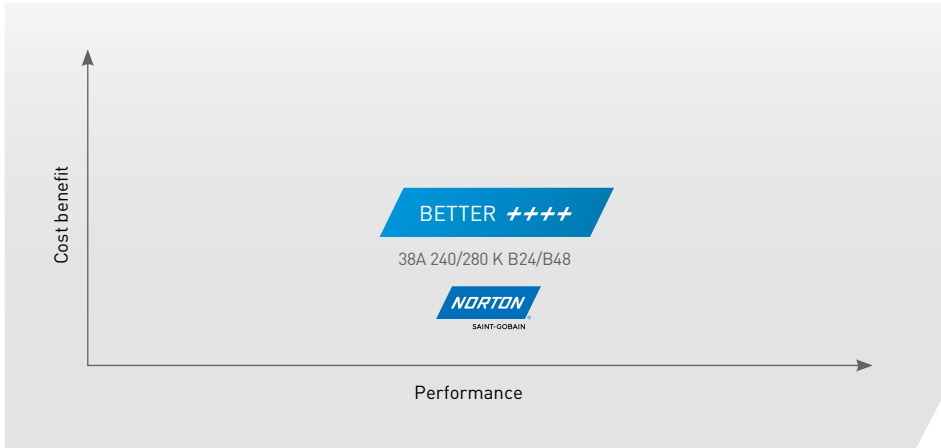 Cost benefit
BETTER ++++
38A 240/280 K B24/B48
NORTON
SAINT-GOBAIN
Performance